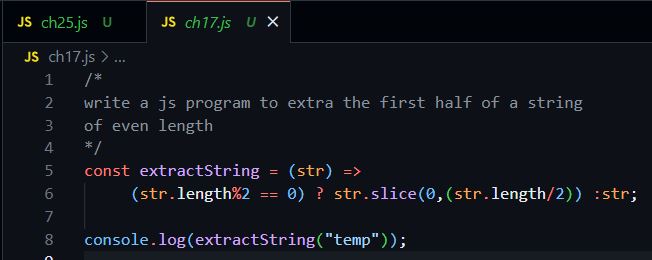 JS ch25.js U JS ch17.js U ✕
JS ch17.js > ...
1 /*
2 write a js program to extra the first half of a string
3 of even length
4 */
5 const extractString = (str) =>
6 (str.length%2 == 0) ? str.slice(0,(str.length/2)) :str;
7
8 console.log(extractString("temp"));